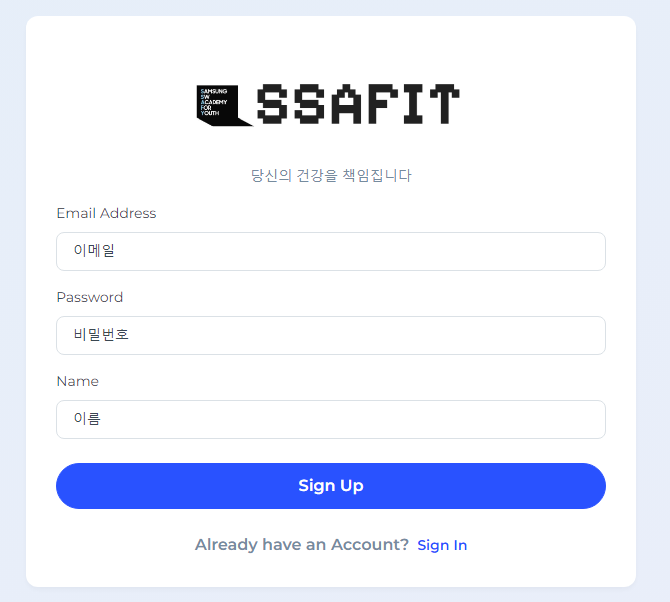 SAMSUNG
SW
ACADEMY
FOR
YOUTH
SSAFIT
당신의 건강을 책임집니다
Email Address
이메일
Password
비밀번호
Name
이름
Sign Up
Already have an Account? Sign In